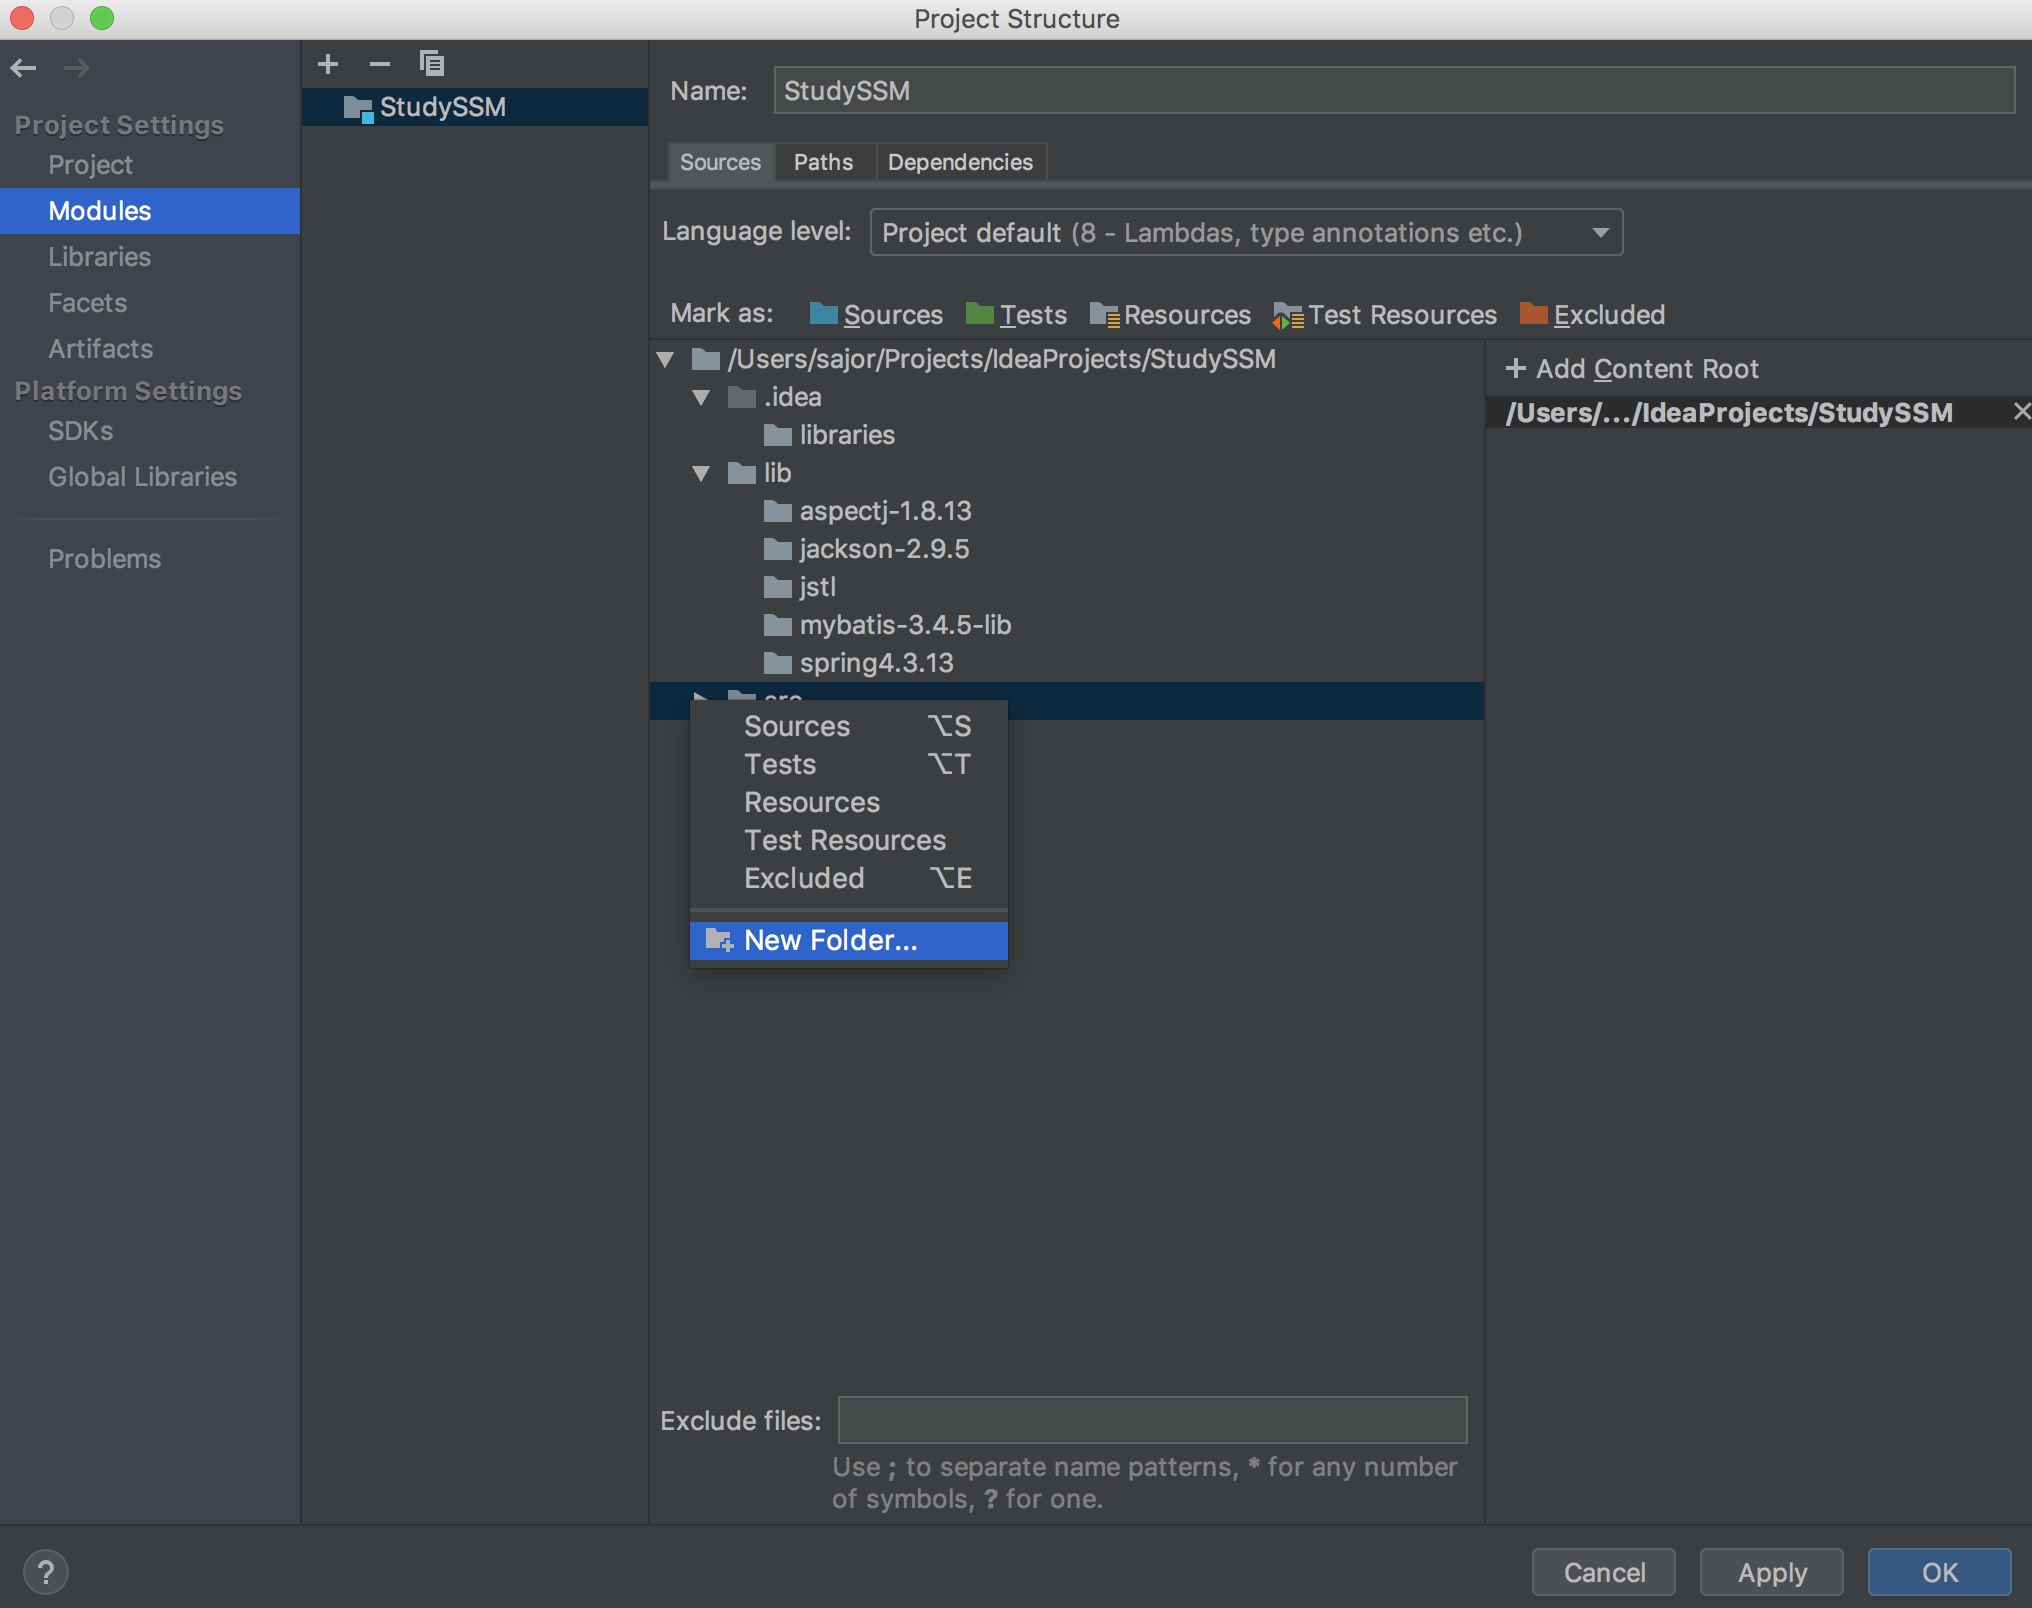 Project Structure
Project Settings
Project
Modules
Libraries
Facets
Artifacts
Platform Settings
SDKs
Global Libraries
Problems
StudySSM
Name: StudySSM
Sources Paths Dependencies
Language level: Project default (8 - Lambdas, type annotations etc.)
Mark as: Sources Tests Resources Test Resources Excluded
/Users/sajor/Projects/IdeaProjects/StudySSM
.idea
libraries
lib
aspectj-1.8.13
jackson-2.9.5
jstl
mybatis-3.4.5-lib
spring4.3.13
src
Sources ⌥S
Tests ⌥T
Resources
Test Resources
Excluded ⌥E
New Folder...
+ Add Content Root
/Users/.../IdeaProjects/StudySSM
Exclude files:
Use ; to separate name patterns, * for any number
of symbols, ? for one.
? Cancel Apply OK